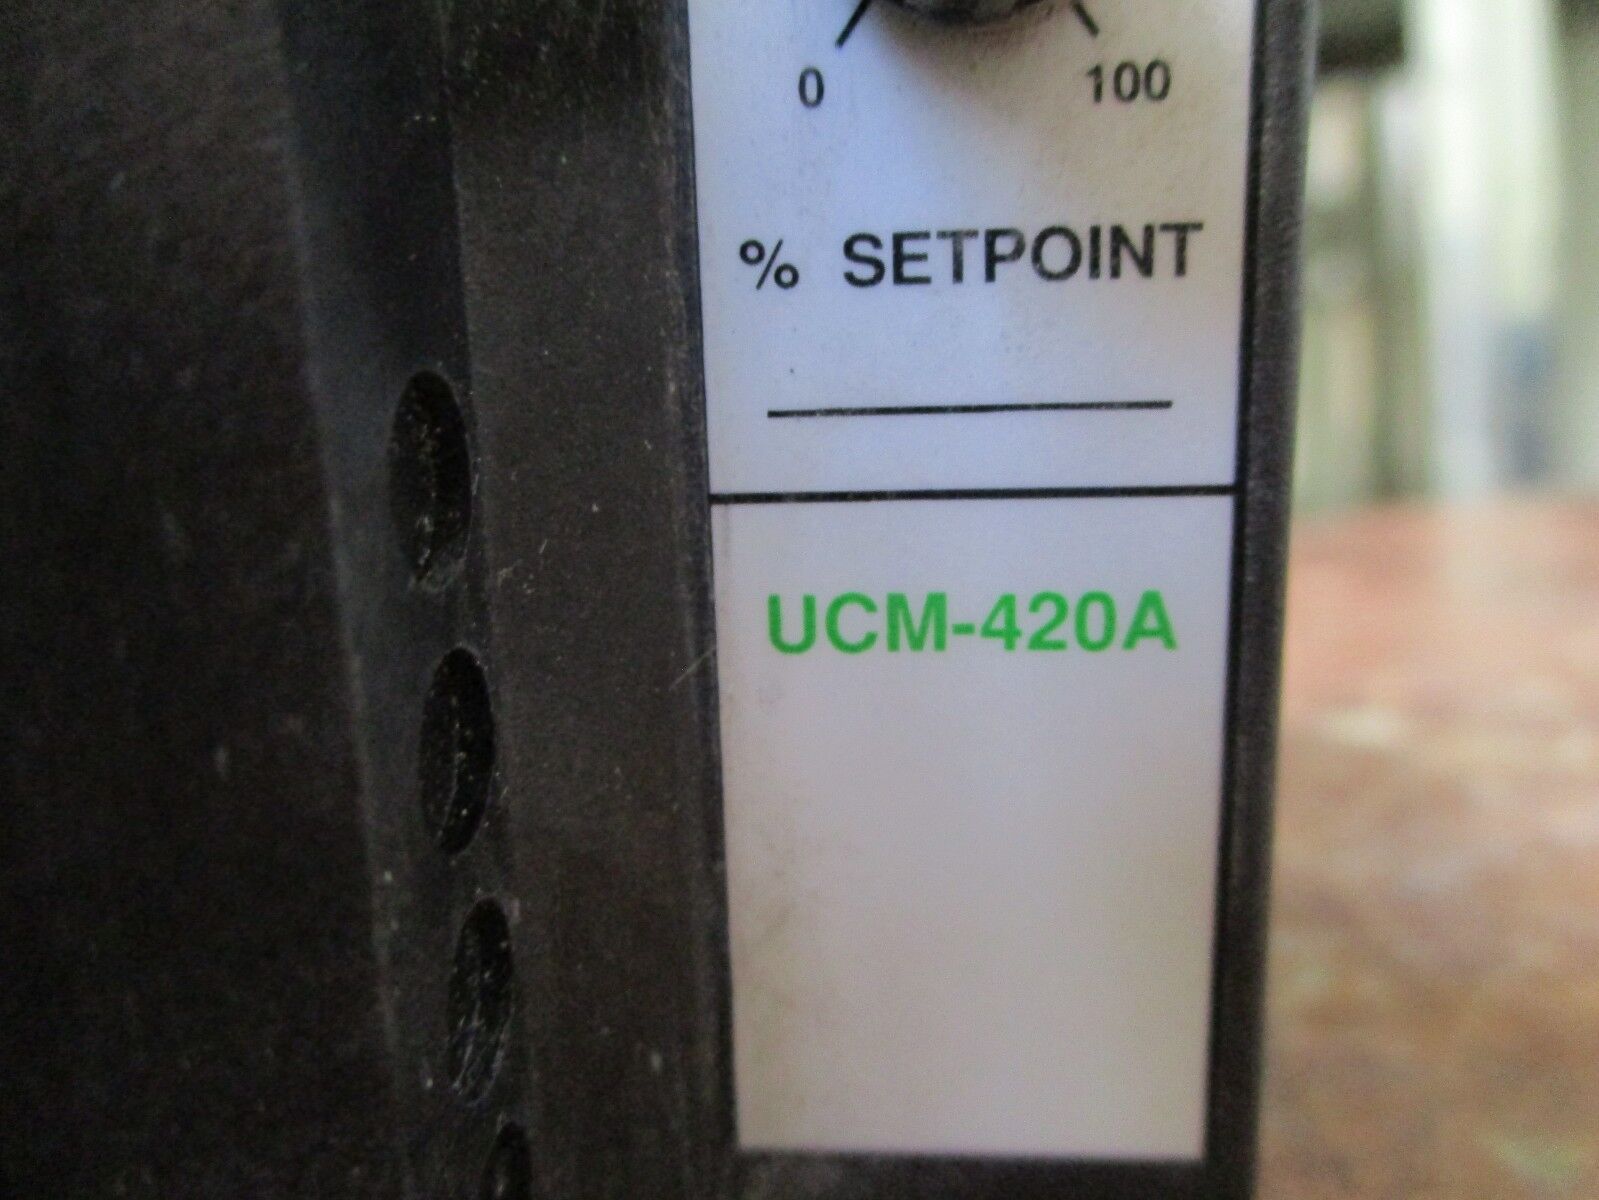 0 100
% SETPOINT
UCM-420A